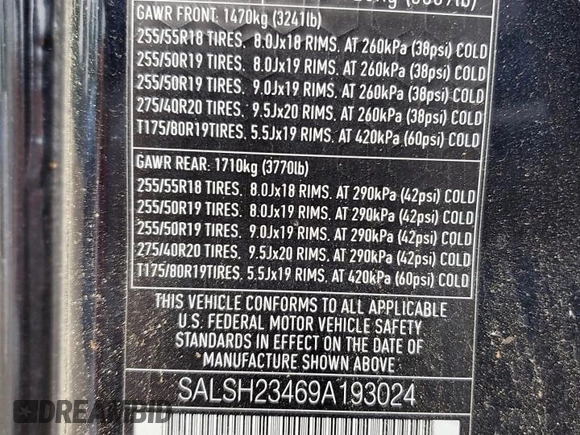 GAWR FRONT: 1470kg (3241lb)
255/55R18 TIRES. 8.0Jx18 RIMS. AT 260kPa (38psi) COLD
255/50R19 TIRES. 8.0Jx19 RIMS. AT 260kPa (38psi) COLD
255/50R19 TIRES. 9.0Jx19 RIMS. AT 260kPa (38psi) COLD
275/40R20 TIRES. 9.5Jx20 RIMS. AT 260kPa (38psi) COLD
T175/80R19TIRES. 5.5Jx19 RIMS. AT 420kPa (60psi) COLD
GAWR REAR: 1710kg (3770lb)
255/55R18 TIRES. 8.0Jx18 RIMS. AT 290kPa (42psi) COLD
255/50R19 TIRES. 8.0Jx19 RIMS. AT 290kPa (42psi) COLD
255/50R19 TIRES. 9.0Jx19 RIMS. AT 290kPa (42psi) COLD
275/40R20 TIRES. 9.5Jx20 RIMS. AT 290kPa (42psi) COLD
T175/80R19TIRES. 5.5Jx19 RIMS. AT 420kPa (60psi) COLD
THIS VEHICLE CONFORMS TO ALL APPLICABLE
U.S. FEDERAL MOTOR VEHICLE SAFETY
STANDARDS IN EFFECT ON THE DATE OF
MANUFACTURE SHOWN ABOVE
SALSH23469A193024
DREAMBID